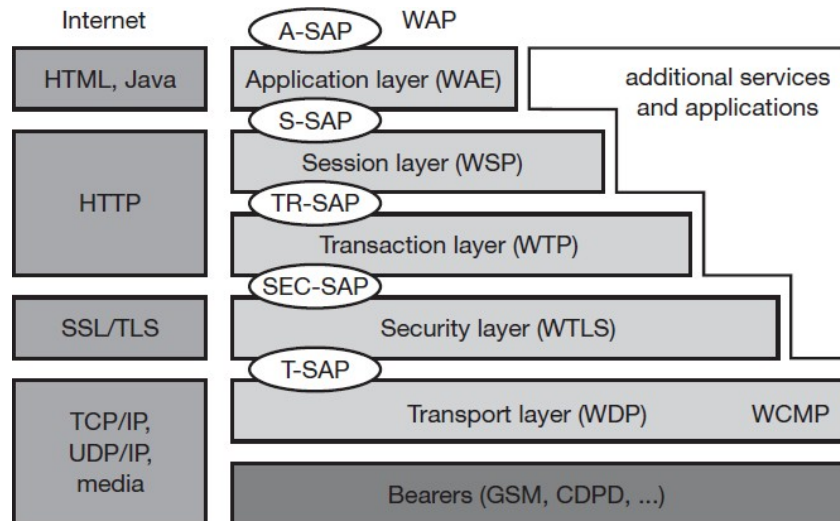 Internet
WAP
A-SAP
HTML, Java
Application layer (WAE)
additional services
and applications
S-SAP
HTTP
Session layer (WSP)
TR-SAP
Transaction layer (WTP)
SEC-SAP
SSL/TLS
Security layer (WTLS)
T-SAP
TCP/IP,
UDP/IP,
media
Transport layer (WDP)
WCMP
Bearers (GSM, CDPD, ...)